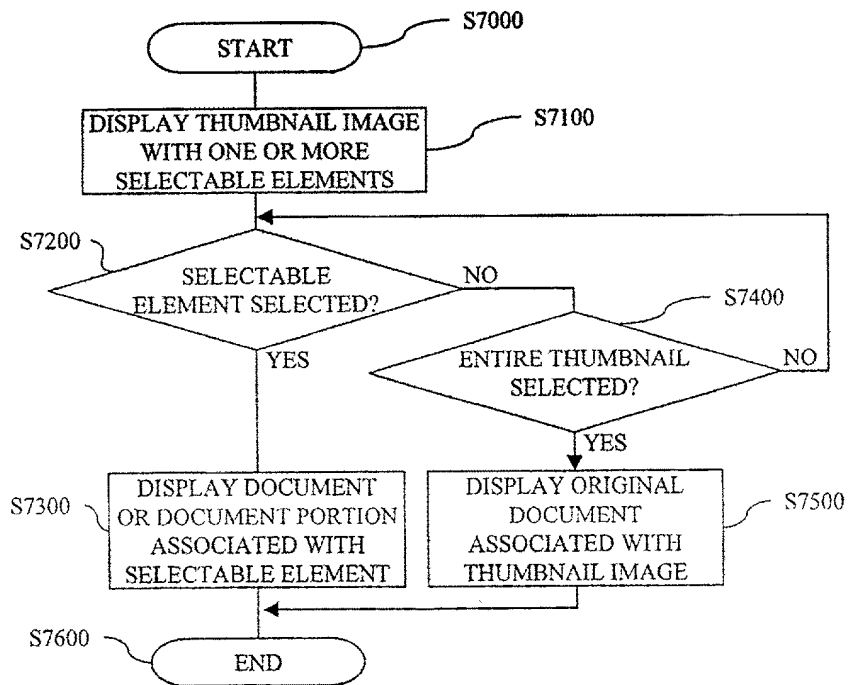 S7000
START
DISPLAY THUMBNAIL IMAGE
WITH ONE OR MORE
SELECTABLE ELEMENTS
S7100
S7200
SELECTABLE
ELEMENT SELECTED?
NO
YES
S7400
ENTIRE THUMBNAIL
SELECTED?
NO
YES
S7300
DISPLAY DOCUMENT
OR DOCUMENT PORTION
ASSOCIATED WITH
SELECTABLE ELEMENT
DISPLAY ORIGINAL
DOCUMENT
ASSOCIATED WITH
THUMBNAIL IMAGE
S7500
S7600
END